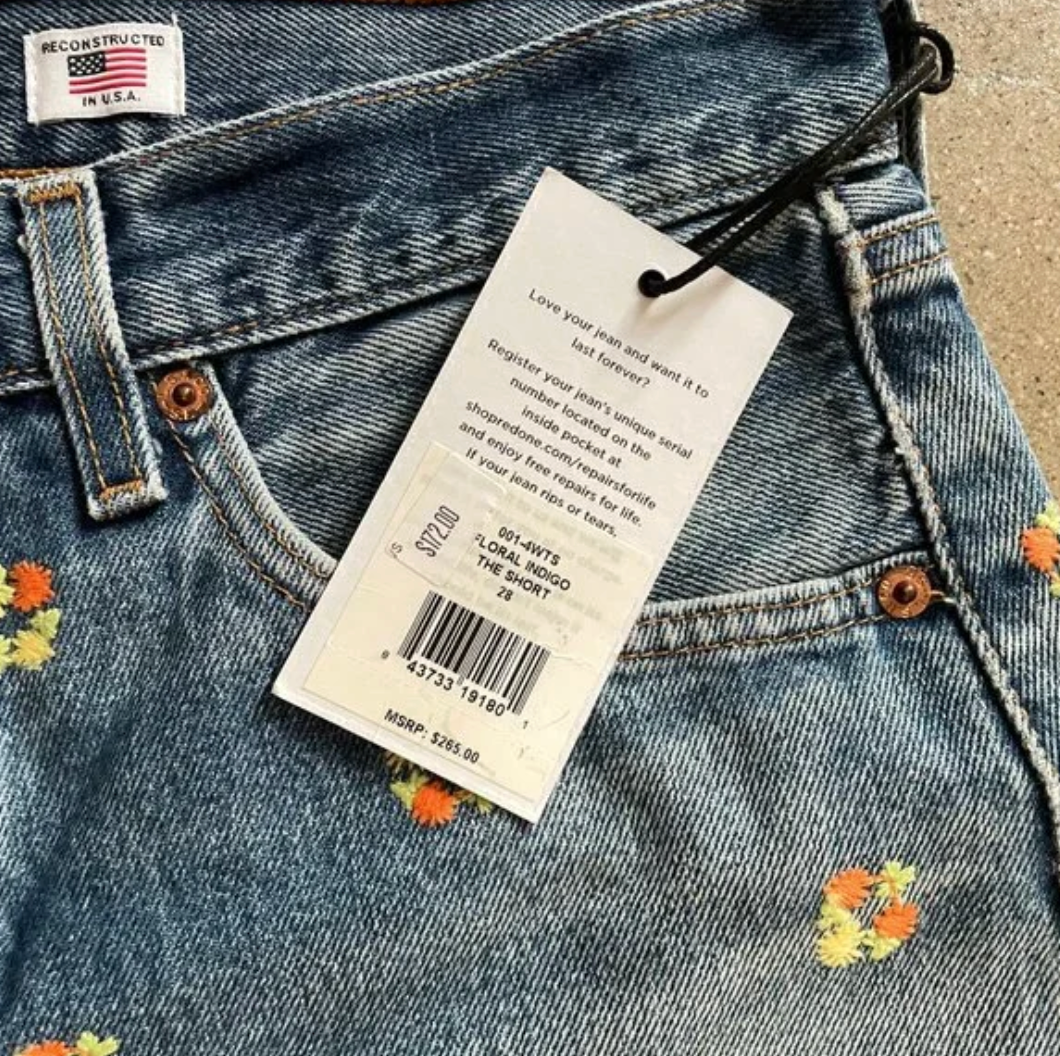 RECONSTRUCTED
IN U.S.A.
Love your jean and want it to
last forever?
Register your jean's unique serial
number located on the
inside pocket at
shopredone.com/repairsforlife
and enjoy free repairs for life.
If your jean rips or tears.
$172.00
001-4WTS
FLORAL INDIGO
THE SHORT
28
8 43733 19180 1
MSRP: $265.00